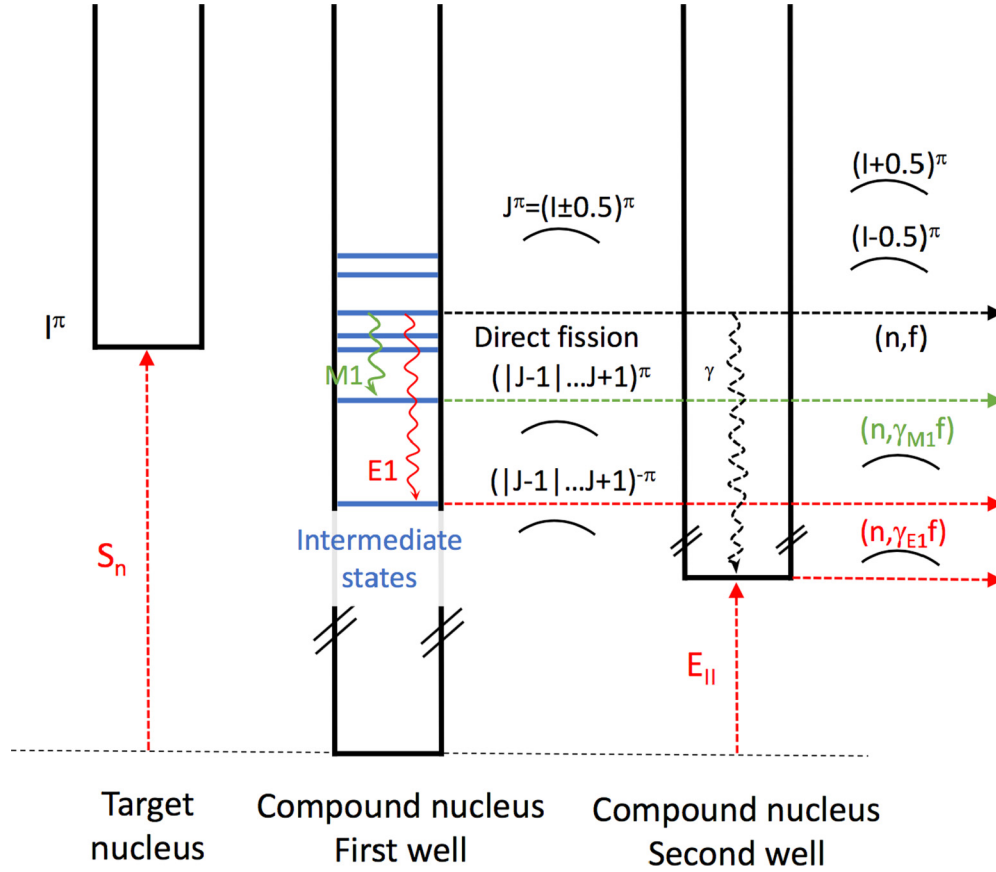 (I+0.5)^π
J^π=(I±0.5)^π
(I-0.5)^π
I^π
Direct fission
(n,f)
M1
(|J-1|...J+1)^π
γ
(n,γ_M1f)
E1
(|J-1|...J+1)^-π
S_n
Intermediate
states
(n,γ_E1f)
E_II
Target
nucleus
Compound nucleus
First well
Compound nucleus
Second well